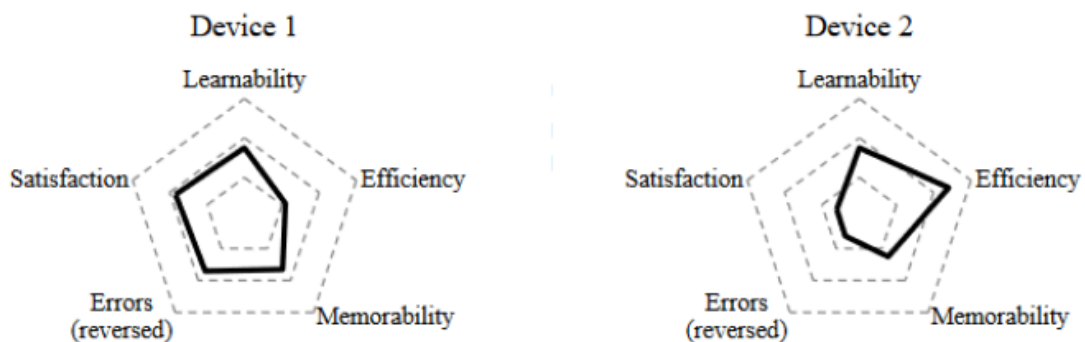 Device 1
Learnability
Satisfaction
Efficiency
Errors
(reversed)
Memorability
Device 2
Learnability
Satisfaction
Efficiency
Errors
(reversed)
Memorability